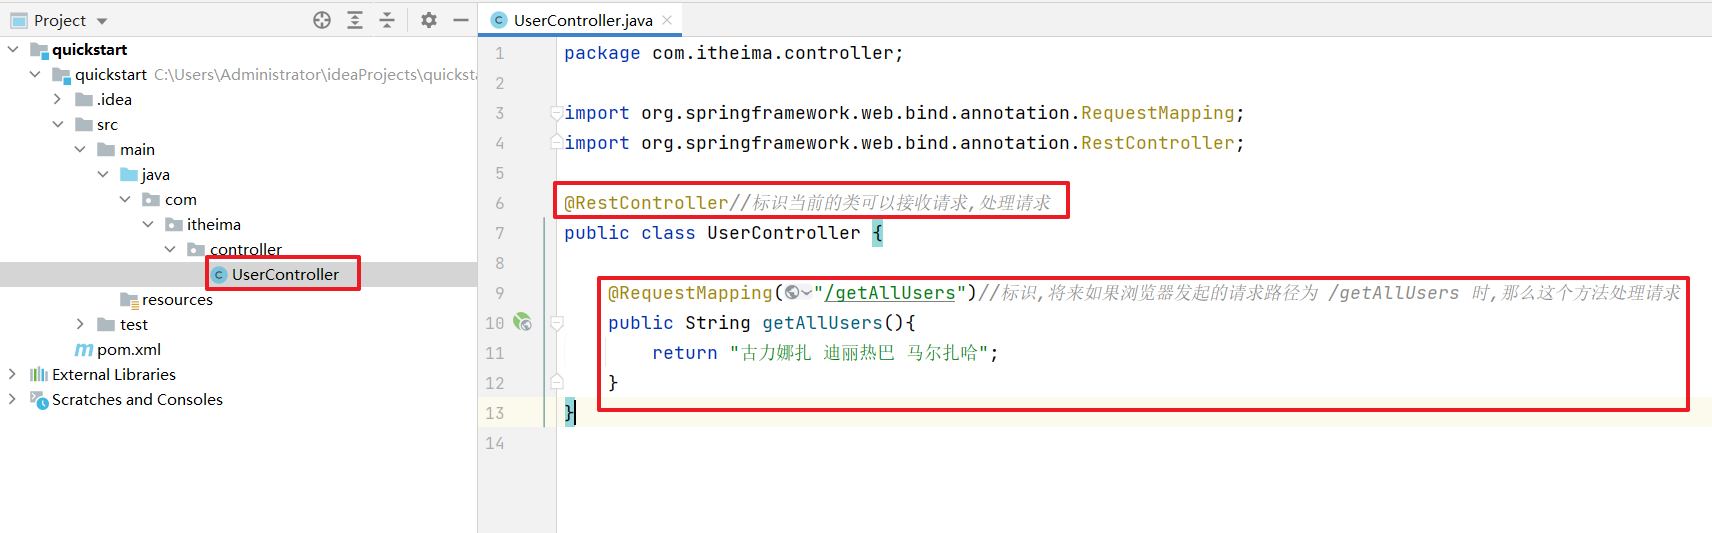 Project
quickstart
quickstart C:\Users\Administrator\ideaProjects\quicksta
.idea
src
main
java
com
itheima
controller
UserController
resources
test
pom.xml
External Libraries
Scratches and Consoles
UserController.java
1 package com.itheima.controller;
2
3 import org.springframework.web.bind.annotation.RequestMapping;
4 import org.springframework.web.bind.annotation.RestController;
5
6 @RestController//标识当前的类可以接收请求,处理请求
7 public class UserController {
8
9 @RequestMapping("/getAllUsers")//标识,将来如果浏览器发起的请求路径为 /getAllUsers 时,那么这个方法处理请求
10 public String getAllUsers(){
11 return "古力娜扎 迪丽热巴 马尔扎哈";
12 }
13 }
14